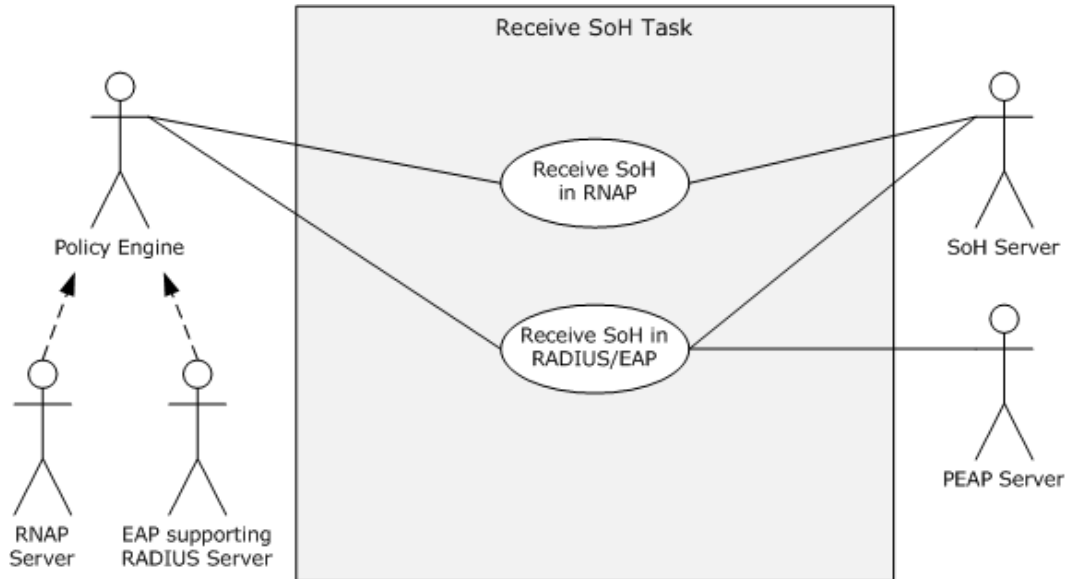 Receive SoH Task
Receive SoH
in RNAP
Policy Engine
SoH Server
Receive SoH in
RADIUS/EAP
PEAP Server
RNAP
Server
EAP supporting
RADIUS Server